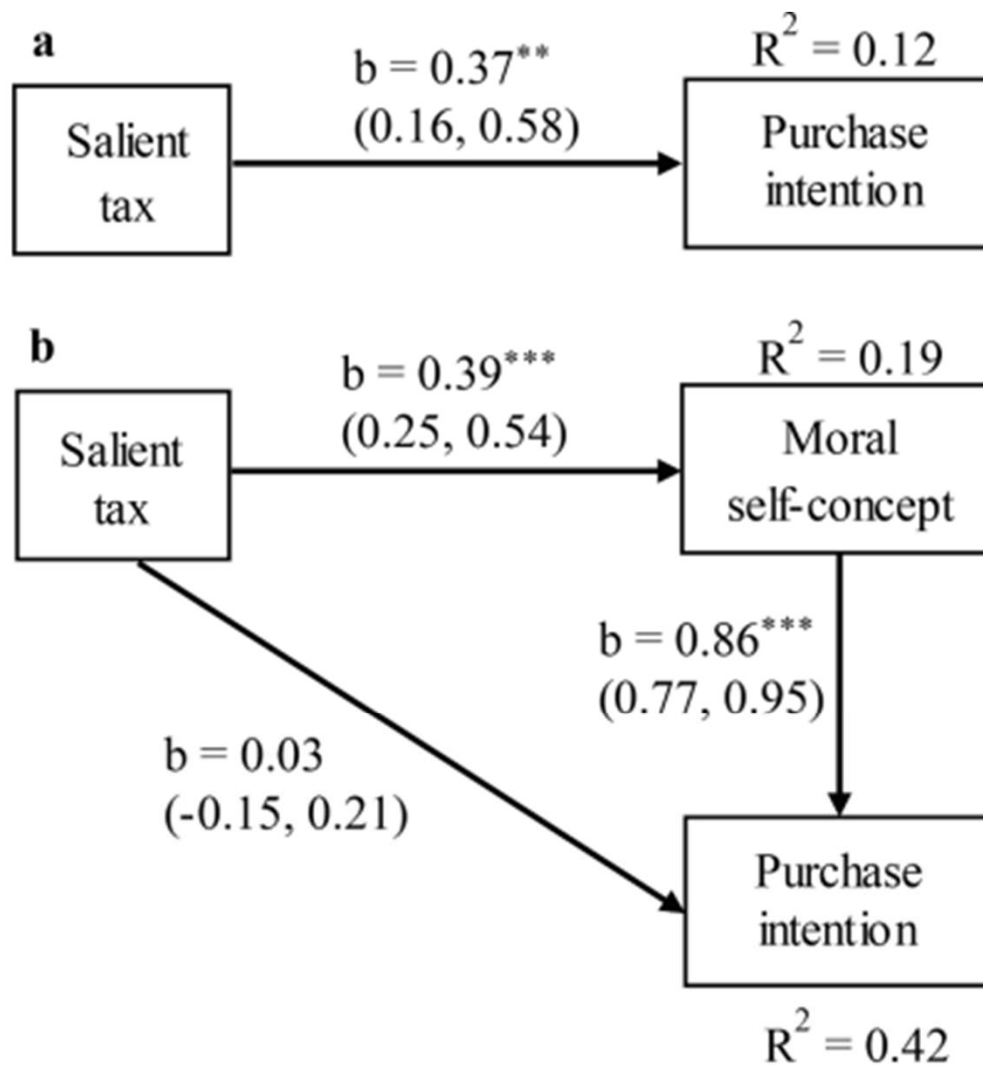 a
b = 0.37**
(0.16, 0.58)
R² = 0.12
Salient
tax
Purchase
intention
b
b = 0.39***
(0.25, 0.54)
R² = 0.19
Salient
tax
Moral
self-concept
b = 0.86***
(0.77, 0.95)
b = 0.03
(-0.15, 0.21)
Purchase
intention
R² = 0.42